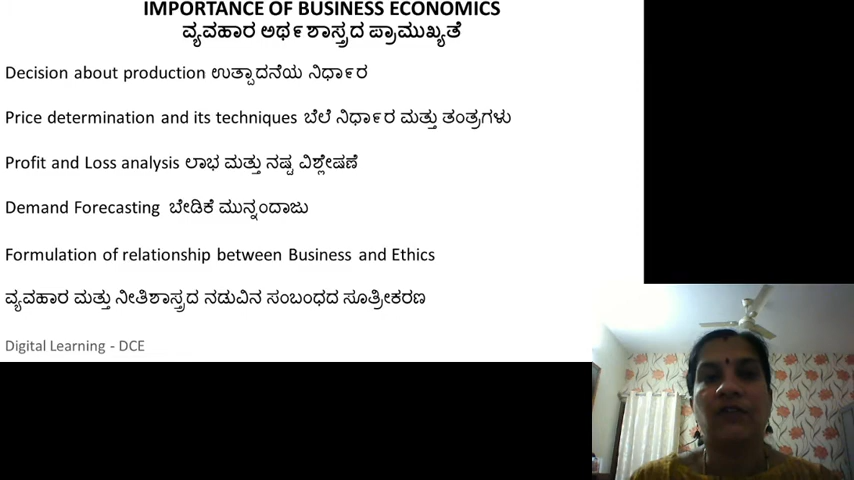 IMPORTANCE OF BUSINESS ECONOMICS
ವ್ಯವಹಾರ ಅರ್ಥಶಾಸ್ತ್ರದ ಪ್ರಾಮುಖ್ಯತೆ
Decision about production ಉತ್ಪಾದನೆಯ ನಿರ್ಧಾರ
Price determination and its techniques ಬೆಲೆ ನಿರ್ಧಾರ ಮತ್ತು ತಂತ್ರಗಳು
Profit and Loss analysis ಲಾಭ ಮತ್ತು ನಷ್ಟ ವಿಶ್ಲೇಷಣೆ
Demand Forecasting ಬೇಡಿಕೆ ಮುನ್ನಂದಾಜು
Formulation of relationship between Business and Ethics
ವ್ಯವಹಾರ ಮತ್ತು ನೀತಿಶಾಸ್ತ್ರದ ನಡುವಿನ ಸಂಬಂಧದ ಸೂತ್ರೀಕರಣ
Digital Learning - DCE